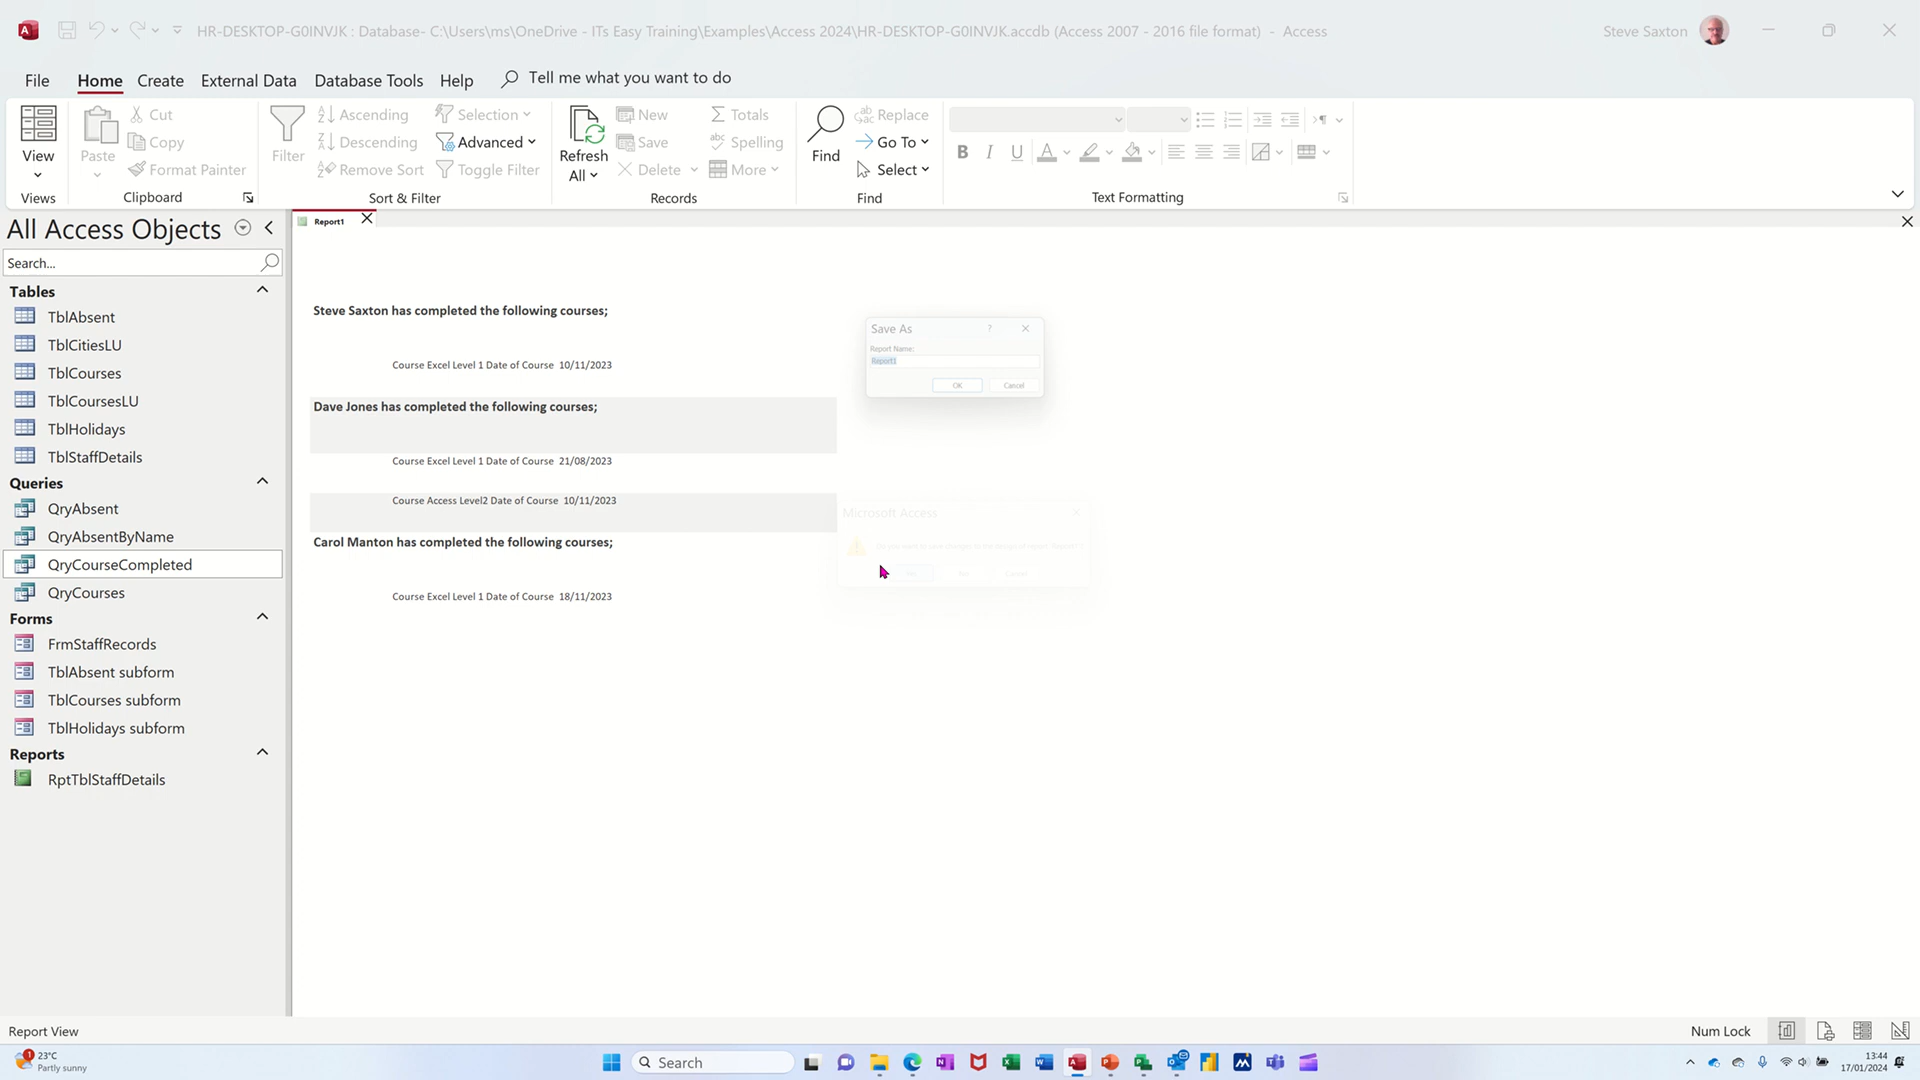 HR-DESKTOP-G0INVJK : Database- C:\Users\ms\OneDrive - ITs Easy Training\Examples\Access 2024\HR-DESKTOP-G0INVJK.accdb (Access 2007 - 2016 file format) - Access
Steve Saxton
File Home Create External Data Database Tools Help Tell me what you want to do
View
Views
Paste
Cut
Copy
Format Painter
Clipboard
Filter
Ascending
Descending
Remove Sort
Selection
Advanced
Toggle Filter
Sort & Filter
Refresh
All
New
Save
Delete
Totals
Spelling
More
Records
Find
Replace
Go To
Select
Find
Text Formatting
All Access Objects
Search...
Tables
TblAbsent
TblCitiesLU
TblCourses
TblCoursesLU
TblHolidays
TblStaffDetails
Queries
QryAbsent
QryAbsentByName
QryCourseCompleted
QryCourses
Forms
FrmStaffRecords
TblAbsent subform
TblCourses subform
TblHolidays subform
Reports
RptTblStaffDetails
Report1
Steve Saxton has completed the following courses;
Course Excel Level 1 Date of Course 10/11/2023
Dave Jones has completed the following courses;
Course Excel Level 1 Date of Course 21/08/2023
Course Access Level2 Date of Course 10/11/2023
Carol Manton has completed the following courses;
Course Excel Level 1 Date of Course 18/11/2023
Save As
Report Name:
Report1
OK Cancel
Microsoft Access
Report View
Num Lock
23°C
Partly sunny
Search
13:44
17/01/2024